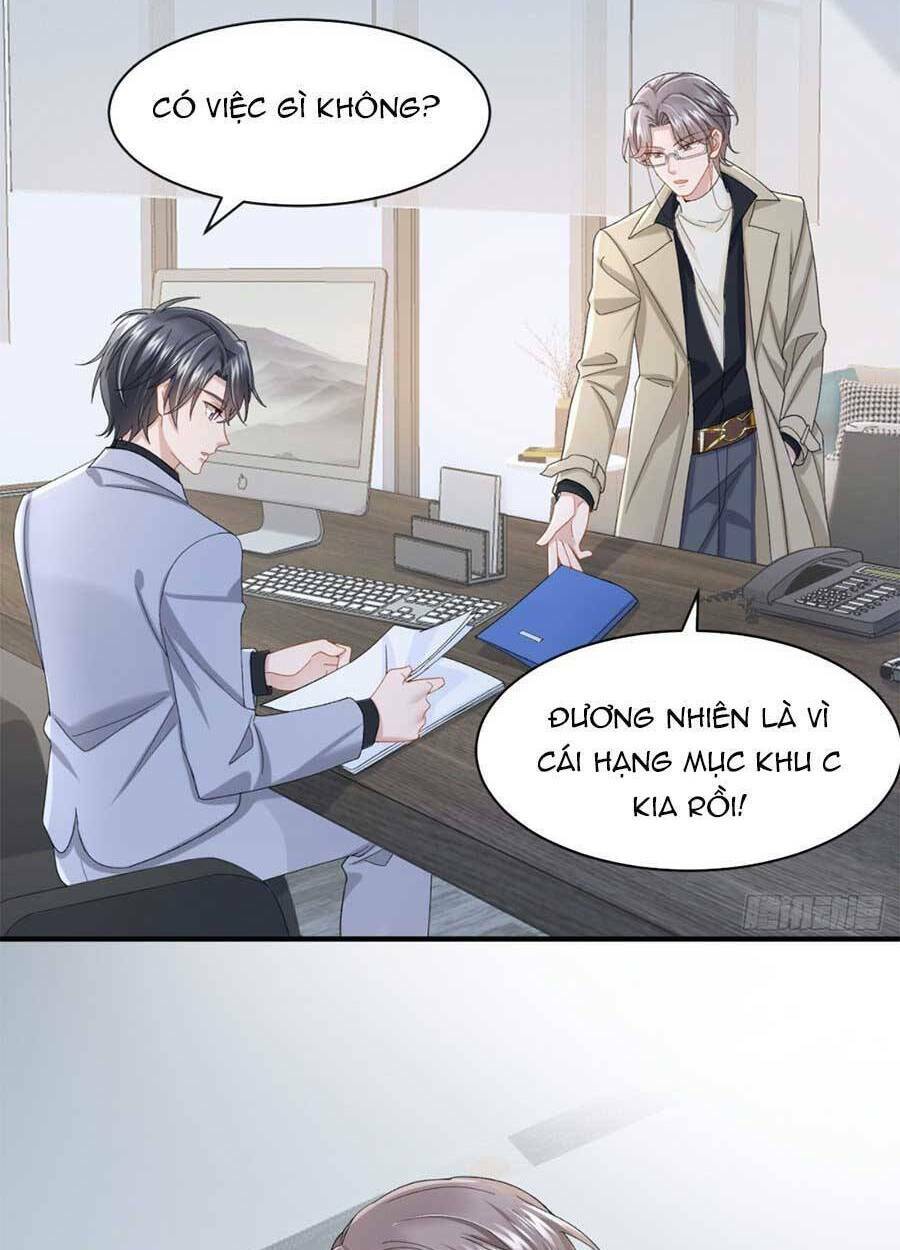 CÓ VIỆC GÌ KHÔNG?
ĐƯƠNG NHIÊN LÀ VÌ
CÁI HẠNG MỤC KHU C
KIA RỒI!